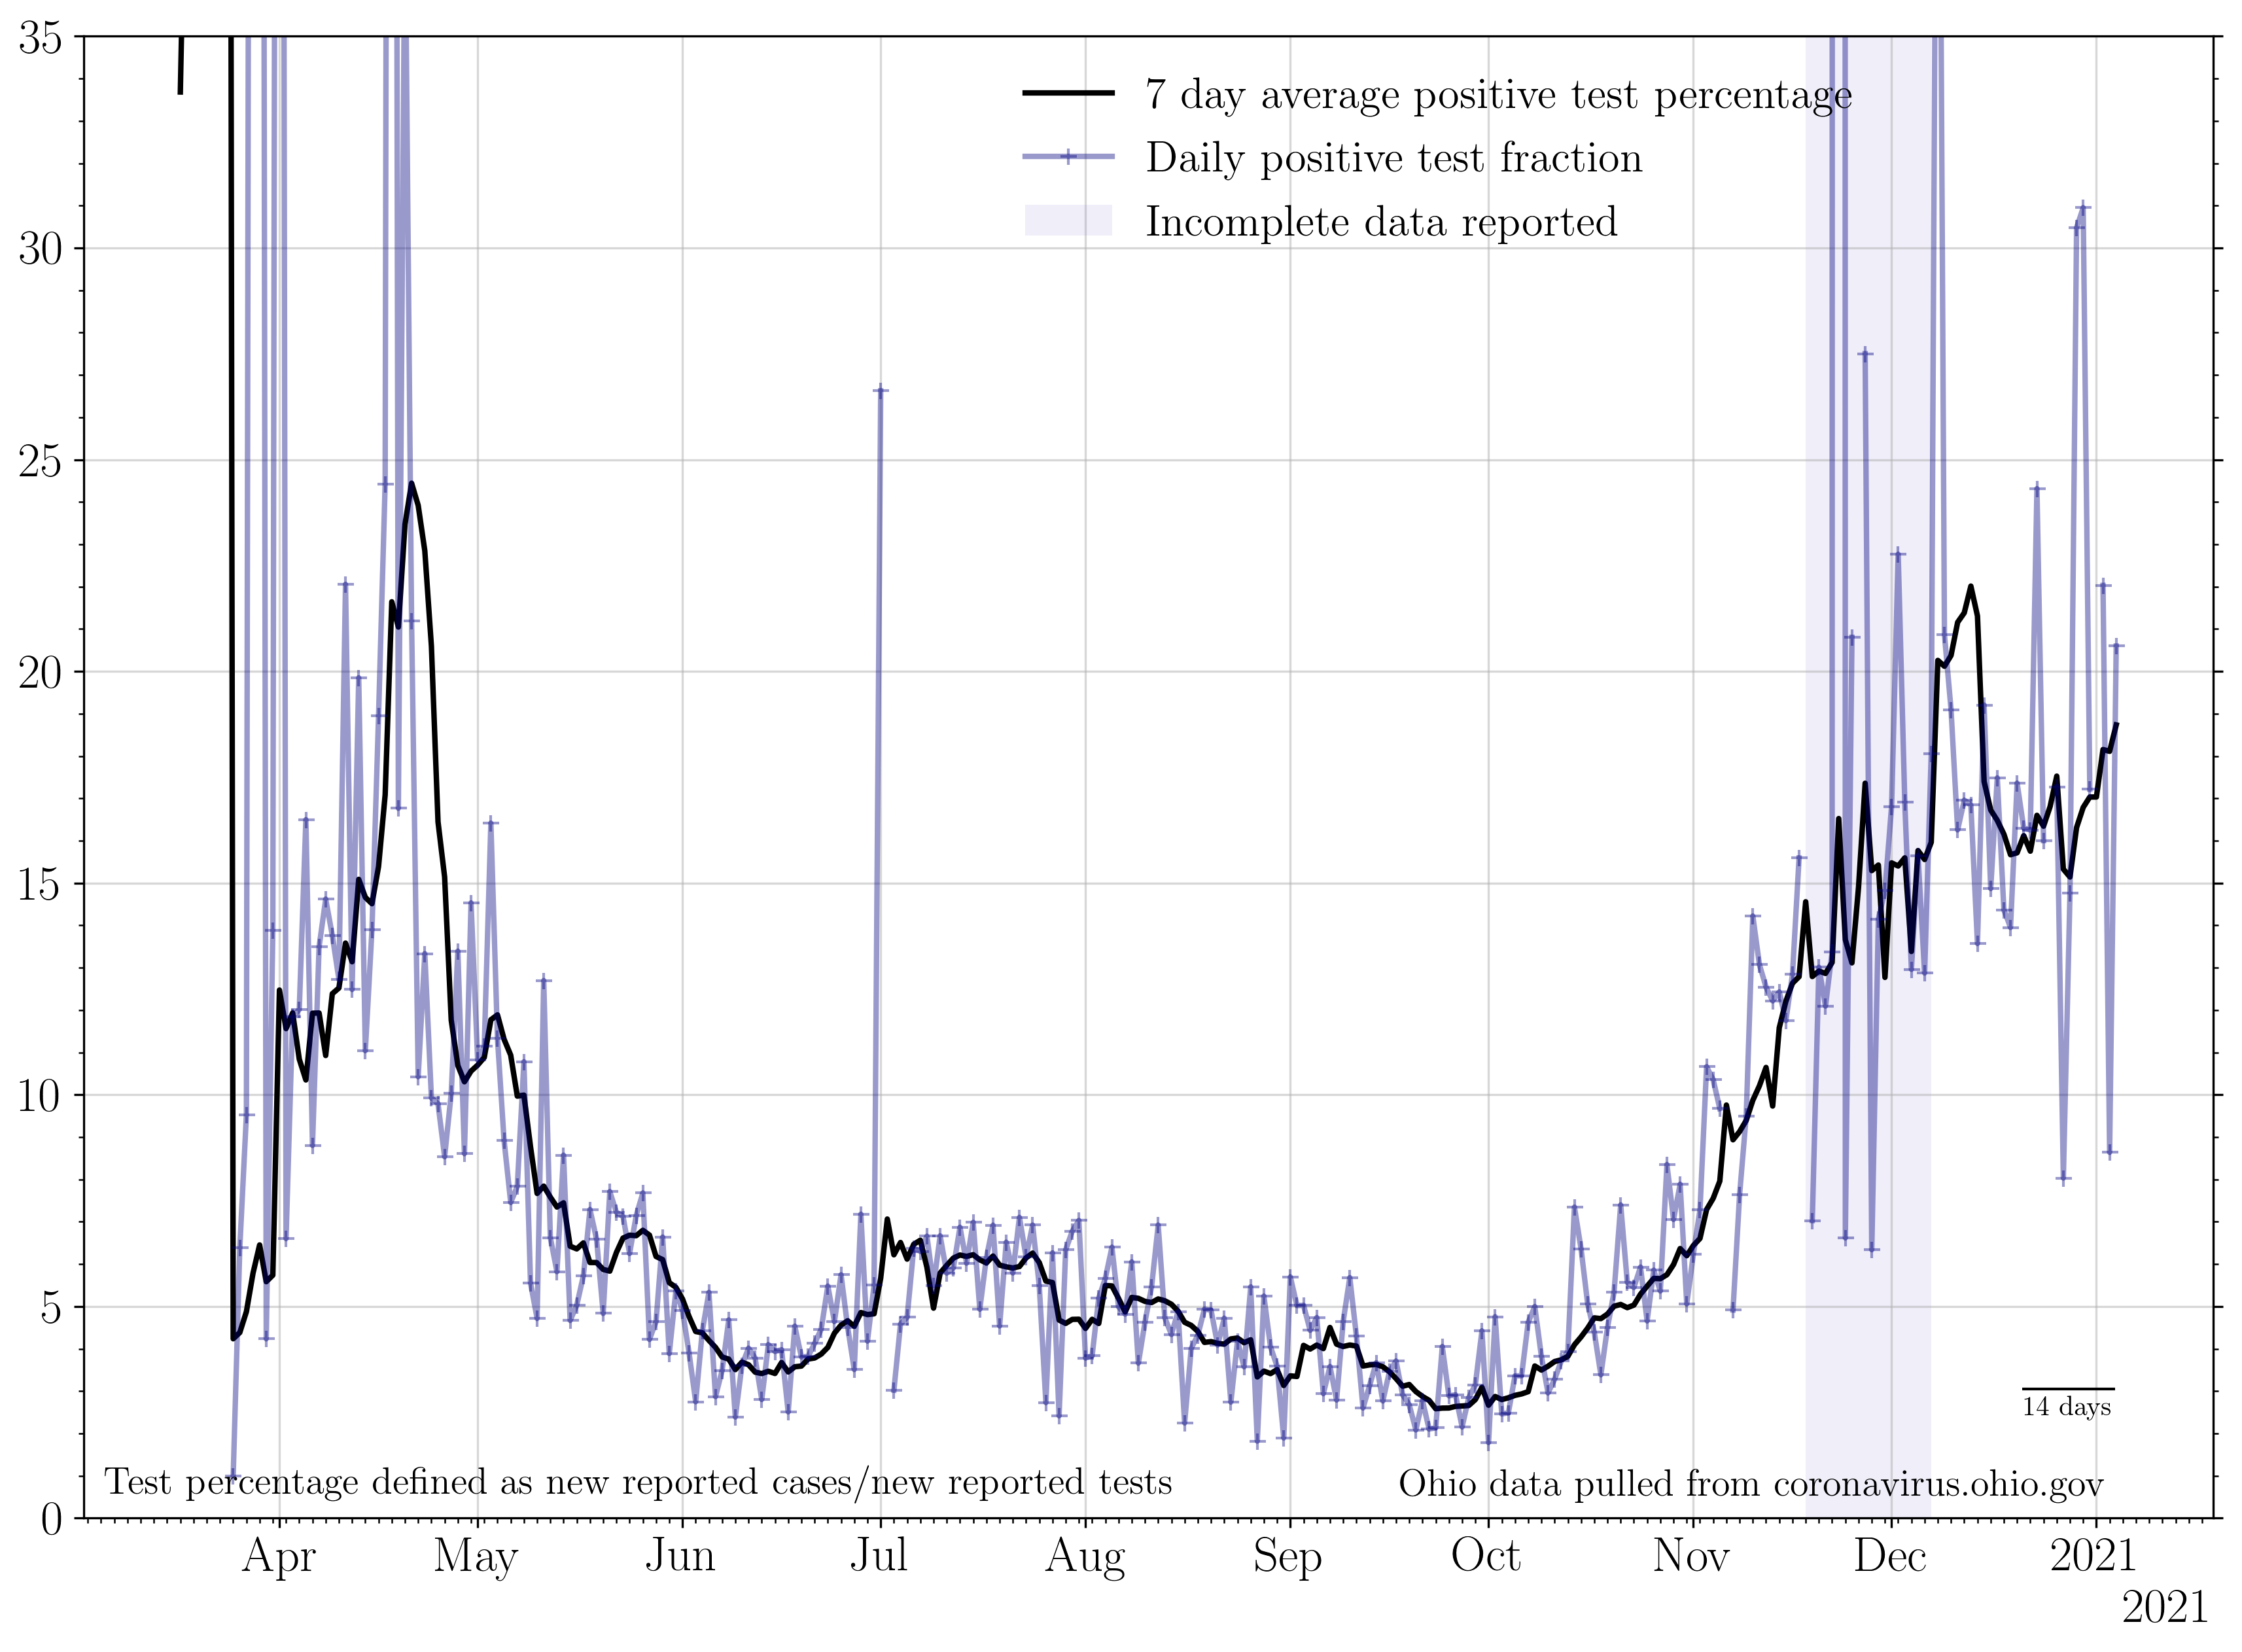 35
30
25
20
15
10
5
0
7 day average positive test percentage
Daily positive test fraction
Incomplete data reported
14 days
Test percentage defined as new reported cases/new reported tests
Ohio data pulled from coronavirus.ohio.gov
Apr May Jun Jul Aug Sep Oct Nov Dec 2021
2021